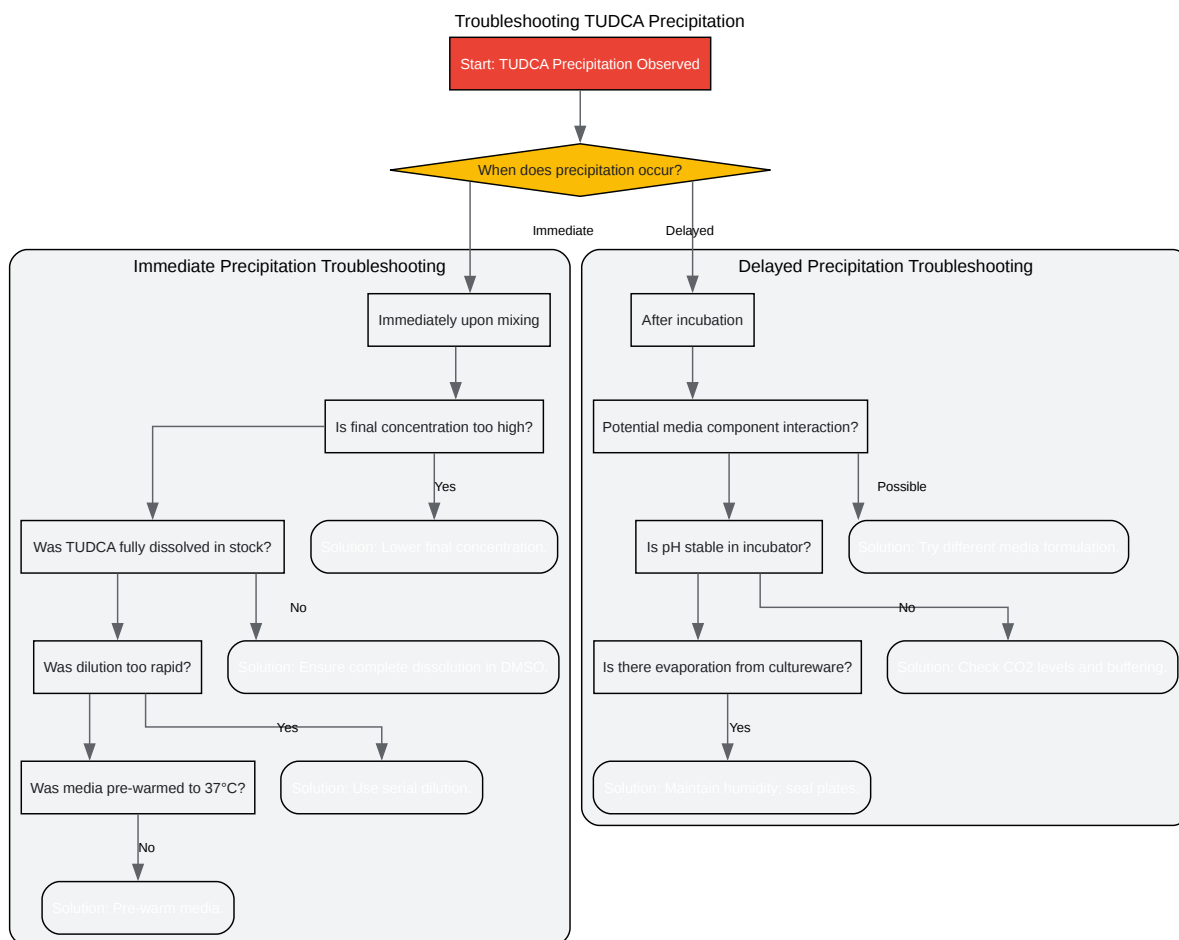 Troubleshooting TUDCA Precipitation
Start: TUDCA Precipitation Observed
When does precipitation occur?
Immediate
Delayed
Immediate Precipitation Troubleshooting
Delayed Precipitation Troubleshooting
Immediately upon mixing
After incubation
Is final concentration too high?
Potential media component interaction?
Yes
Possible
Was TUDCA fully dissolved in stock?
Solution: Lower final concentration.
Is pH stable in incubator?
Solution: Try different media formulation.
No
No
Was dilution too rapid?
Solution: Ensure complete dissolution in DMSO.
Is there evaporation from cultureware?
Solution: Check CO2 levels and buffering.
Yes
Yes
Was media pre-warmed to 37°C?
Solution: Use serial dilution.
Solution: Maintain humidity; seal plates.
No
Solution: Pre-warm media.